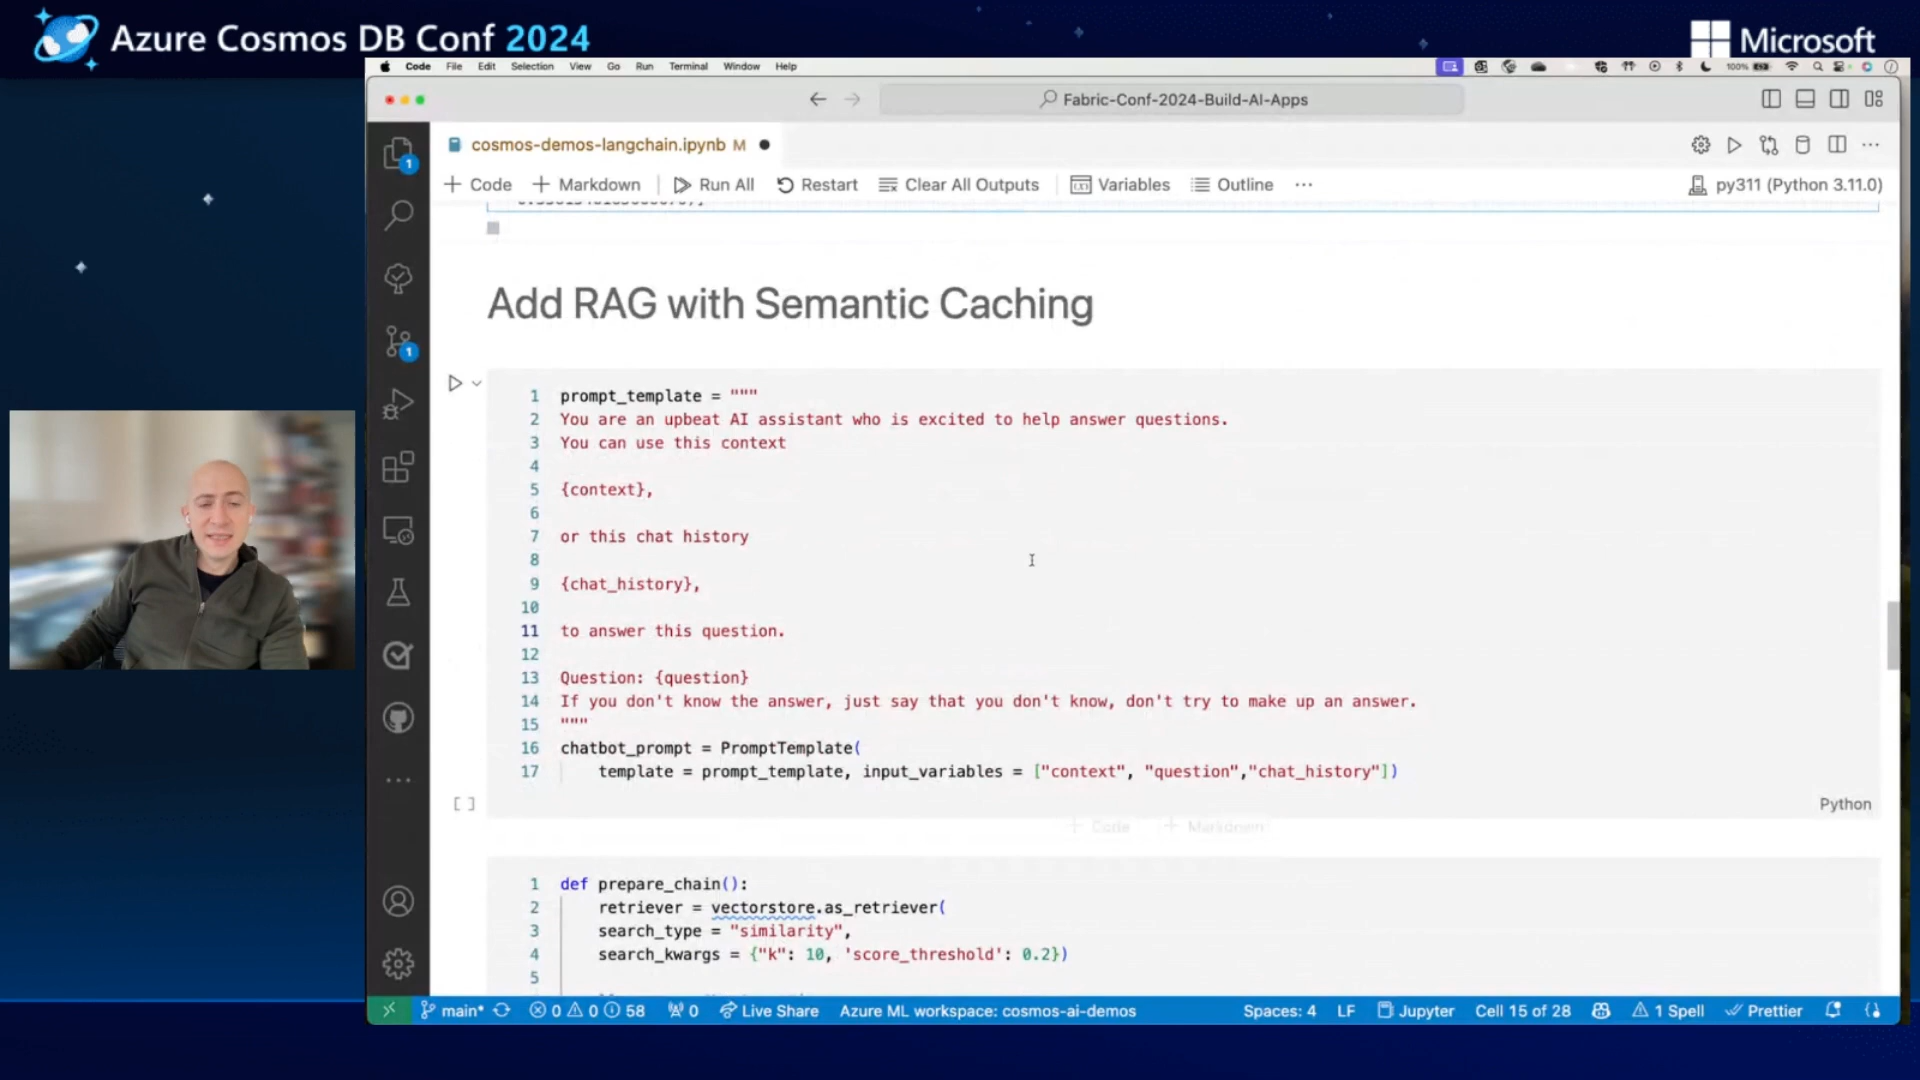 Azure Cosmos DB Conf 2024
Microsoft
Code File Edit Selection View Go Run Terminal Window Help
100%
Fabric-Conf-2024-Build-AI-Apps
cosmos-demos-langchain.ipynb M
+ Code + Markdown Run All Restart Clear All Outputs Variables Outline ... py311 (Python 3.11.0)
Add RAG with Semantic Caching
1 prompt_template = """
2 You are an upbeat AI assistant who is excited to help answer questions.
3 You can use this context
4
5 {context},
6
7 or this chat history
8
9 {chat_history},
10
11 to answer this question.
12
13 Question: {question}
14 If you don't know the answer, just say that you don't know, don't try to make up an answer.
15 """
16 chatbot_prompt = PromptTemplate(
17 template = prompt_template, input_variables = ["context", "question","chat_history"])
[ ]
Python
+ Code + Markdown
1 def prepare_chain():
2 retriever = vectorstore.as_retriever(
3 search_type = "similarity",
4 search_kwargs = {"k": 10, 'score_threshold': 0.2})
5
main* 0 0 58 0 Live Share Azure ML workspace: cosmos-ai-demos Spaces: 4 LF Jupyter Cell 15 of 28 1 Spell Prettier